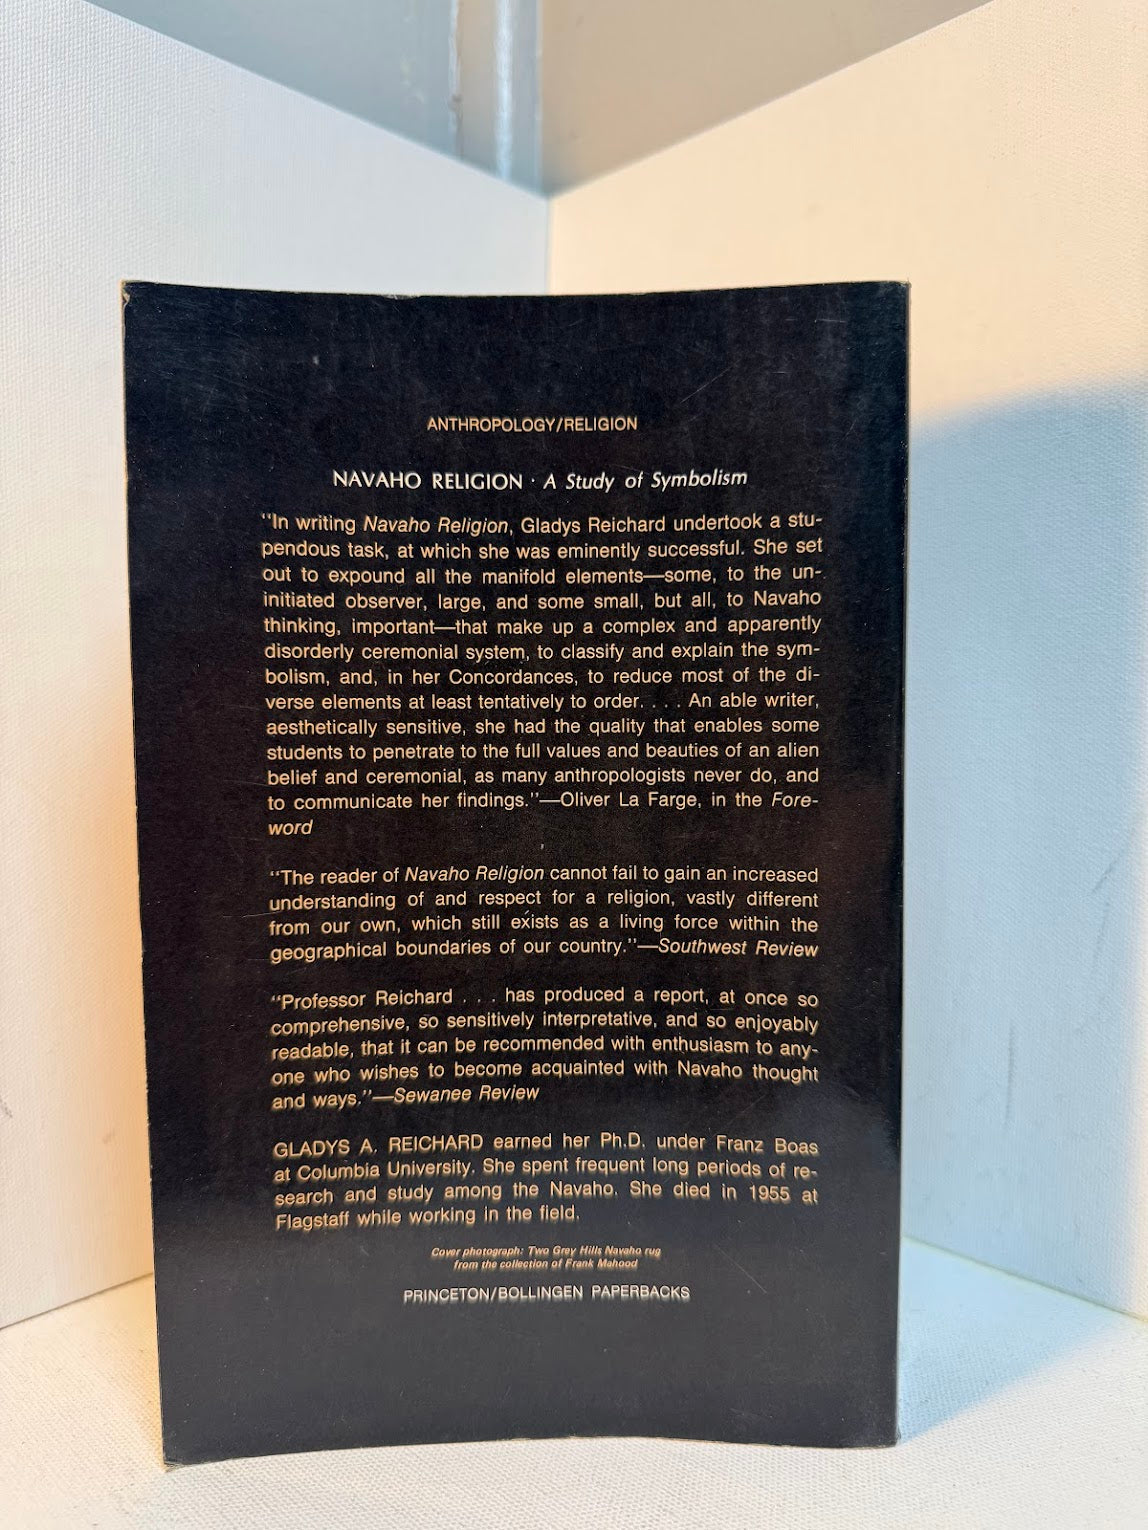 ANTHROPOLOGY/RELIGION
NAVAHO RELIGION · A Study of Symbolism
"In writing Navaho Religion, Gladys Reichard undertook a stu-
pendous task, at which she was eminently successful. She set
out to expound all the manifold elements—some, to the un-
initiated observer, large, and some small, but all, to Navaho
thinking, important—that make up a complex and apparently
disorderly ceremonial system, to classify and explain the sym-
bolism, and, in her Concordances, to reduce most of the di-
verse elements at least tentatively to order. . . . An able writer,
aesthetically sensitive, she had the quality that enables some
students to penetrate to the full values and beauties of an alien
belief and ceremonial, as many anthropologists never do, and
to communicate her findings."—Oliver La Farge, in the Fore-
word
"The reader of Navaho Religion cannot fail to gain an increased
understanding of and respect for a religion, vastly different
from our own, which still exists as a living force within the
geographical boundaries of our country."—Southwest Review
"Professor Reichard . . . has produced a report, at once so
comprehensive, so sensitively interpretative, and so enjoyably
readable, that it can be recommended with enthusiasm to any-
one who wishes to become acquainted with Navaho thought
and ways."—Sewanee Review
GLADYS A. REICHARD earned her Ph.D. under Franz Boas
at Columbia University. She spent frequent long periods of re-
search and study among the Navaho. She died in 1955 at
Flagstaff while working in the field.
Cover photograph: Two Grey Hills Navaho rug
from the collection of Frank Mahood
PRINCETON/BOLLINGEN PAPERBACKS